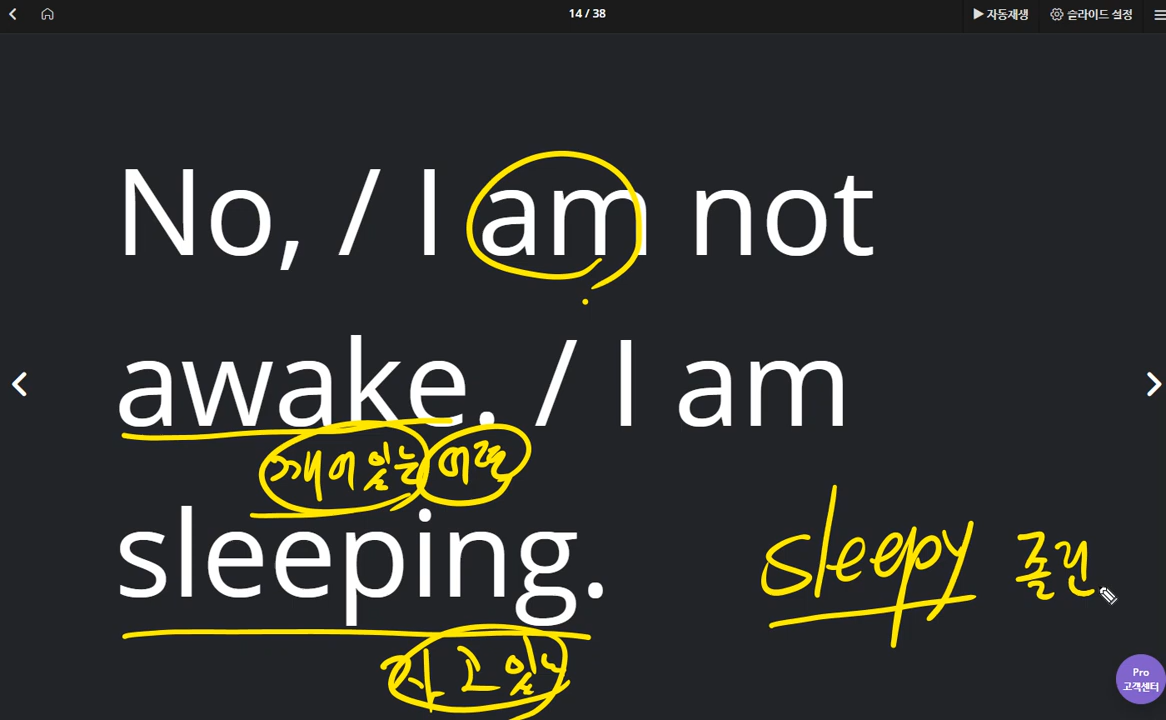 14 / 38
▶ 자동재생
슬라이드 설정
No, / I am not
awake. / I am
깨어있는
sleeping.
sleepy 졸린
자고있는
Pro
고객센터